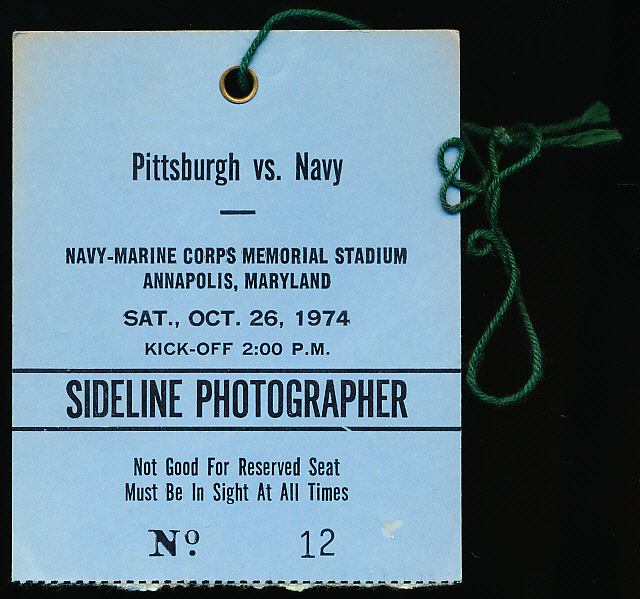 Pittsburgh vs. Navy
NAVY-MARINE CORPS MEMORIAL STADIUM
ANNAPOLIS, MARYLAND
SAT., OCT. 26, 1974
KICK-OFF 2:00 P.M.
SIDELINE PHOTOGRAPHER
Not Good For Reserved Seat
Must Be In Sight At All Times
Nº 12